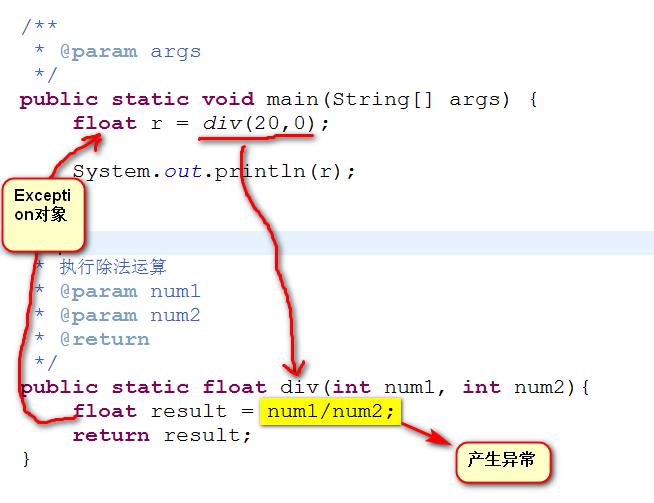 /**
 * @param args
 */
public static void main(String[] args) {
    float r = div(20,0);
    System.out.println(r);
Excepti
on对象
 * 执行除法运算
 * @param num1
 * @param num2
 * @return
 */
public static float div(int num1, int num2){
    float result = num1/num2;
    return result;
}
产生异常